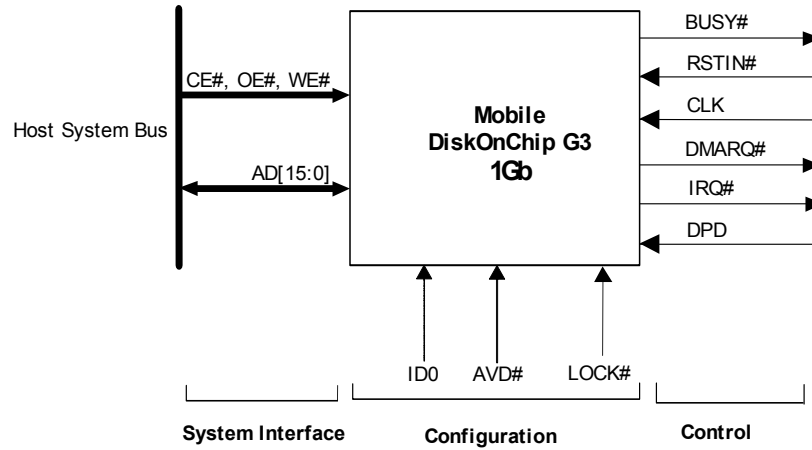 BUSY#
RSTIN#
CE#, OE#, WE#
CLK
Mobile
DiskOnChip G3
1Gb
Host System Bus
DMARQ#
AD[15:0]
IRQ#
DPD
ID0
AVD#
LOCK#
System Interface
Configuration
Control